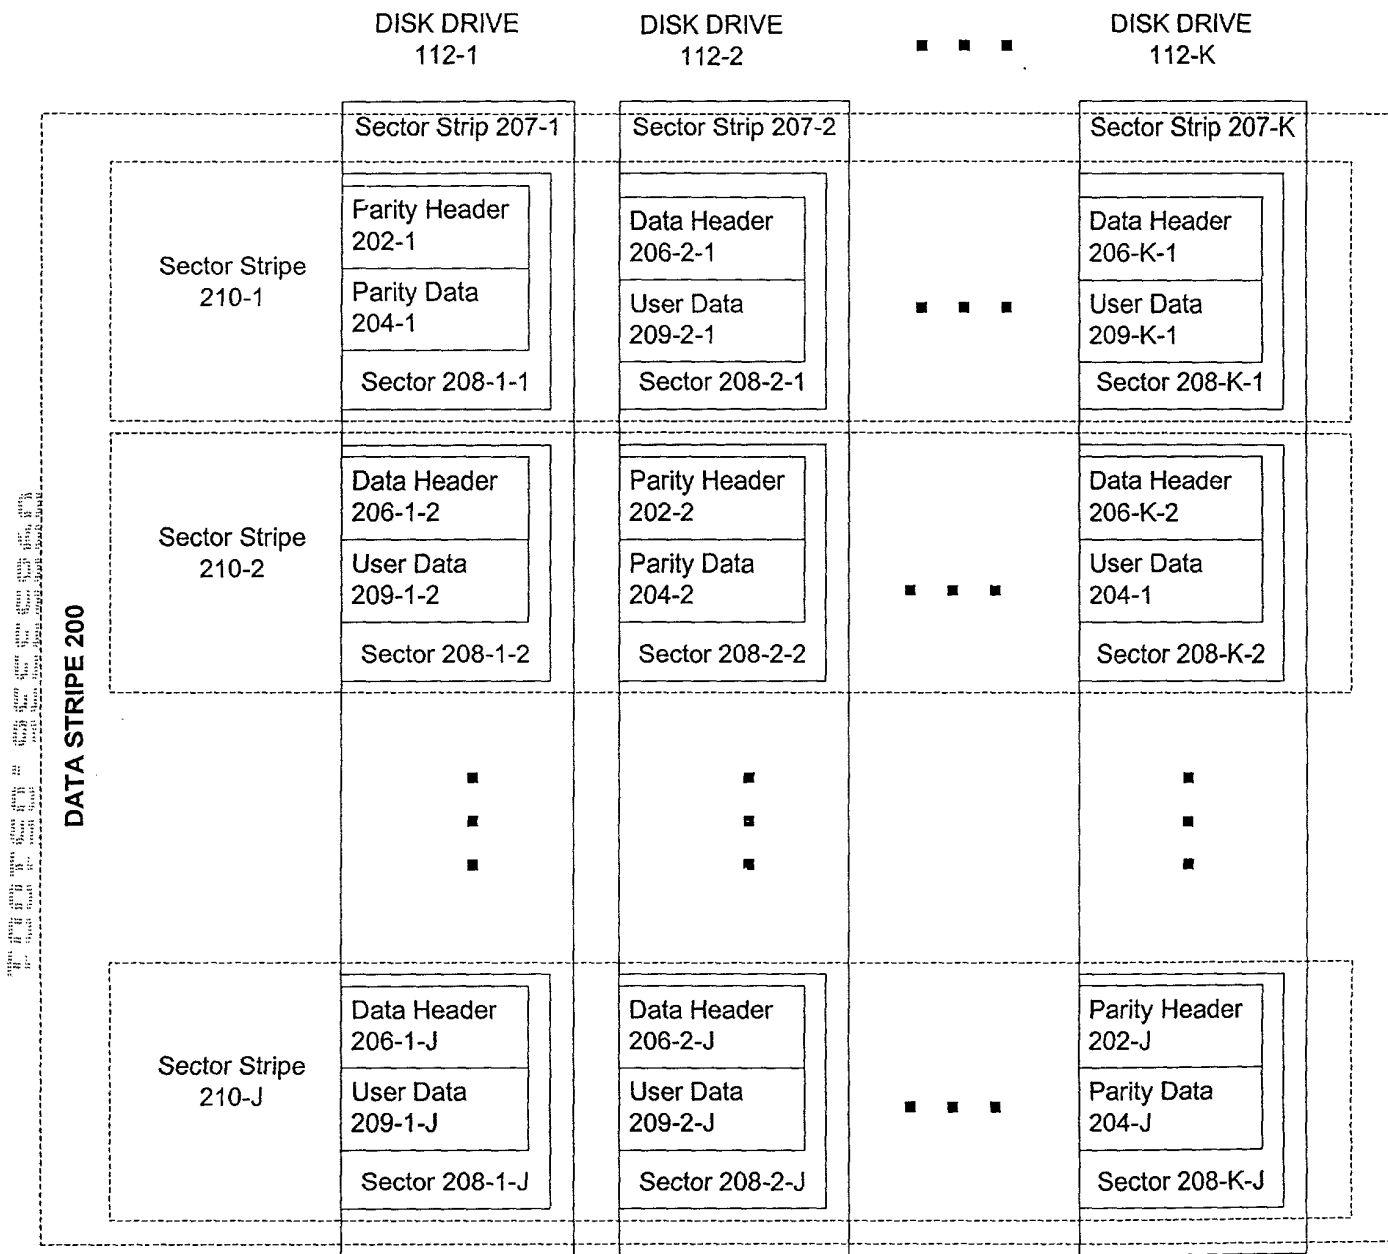 DISK DRIVE
112-1
DISK DRIVE
112-2
DISK DRIVE
112-K
Sector Strip 207-1
Sector Strip 207-2
Sector Strip 207-K
Sector Stripe
210-1
Parity Header
202-1
Parity Data
204-1
Sector 208-1-1
Data Header
206-2-1
User Data
209-2-1
Sector 208-2-1
Data Header
206-K-1
User Data
209-K-1
Sector 208-K-1
Sector Stripe
210-2
Data Header
206-1-2
User Data
209-1-2
Sector 208-1-2
Parity Header
202-2
Parity Data
204-2
Sector 208-2-2
Data Header
206-K-2
User Data
204-1
Sector 208-K-2
DATA STRIPE 200
Sector Stripe
210-J
Data Header
206-1-J
User Data
209-1-J
Sector 208-1-J
Data Header
206-2-J
User Data
209-2-J
Sector 208-2-J
Parity Header
202-J
Parity Data
204-J
Sector 208-K-J